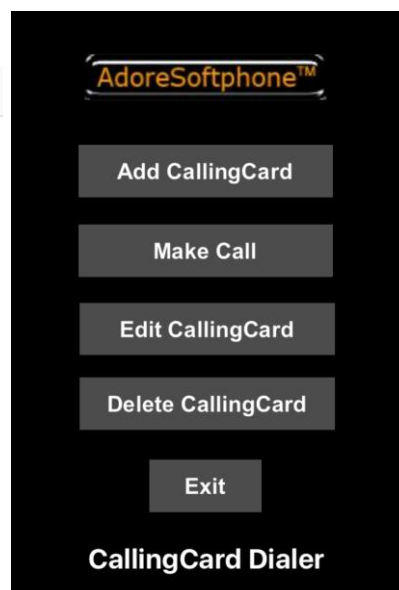 AdoreSoftphone™
Add CallingCard
Make Call
Edit CallingCard
Delete CallingCard
Exit
CallingCard Dialer